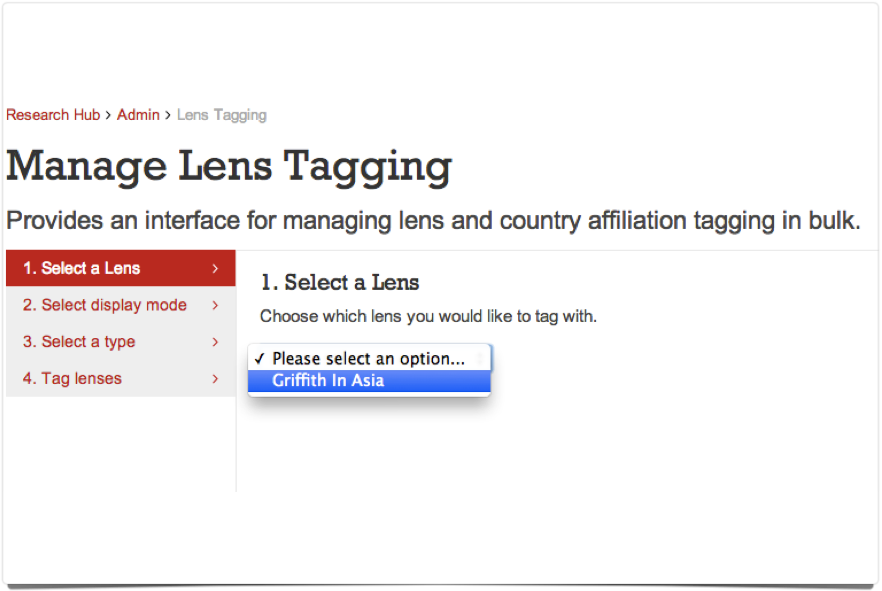 Research Hub > Admin > Lens Tagging
Manage Lens Tagging
Provides an interface for managing lens and country affiliation tagging in bulk.
1. Select a Lens >
2. Select display mode >
3. Select a type >
4. Tag lenses >
1. Select a Lens
Choose which lens you would like to tag with.
✓ Please select an option...
Griffith In Asia